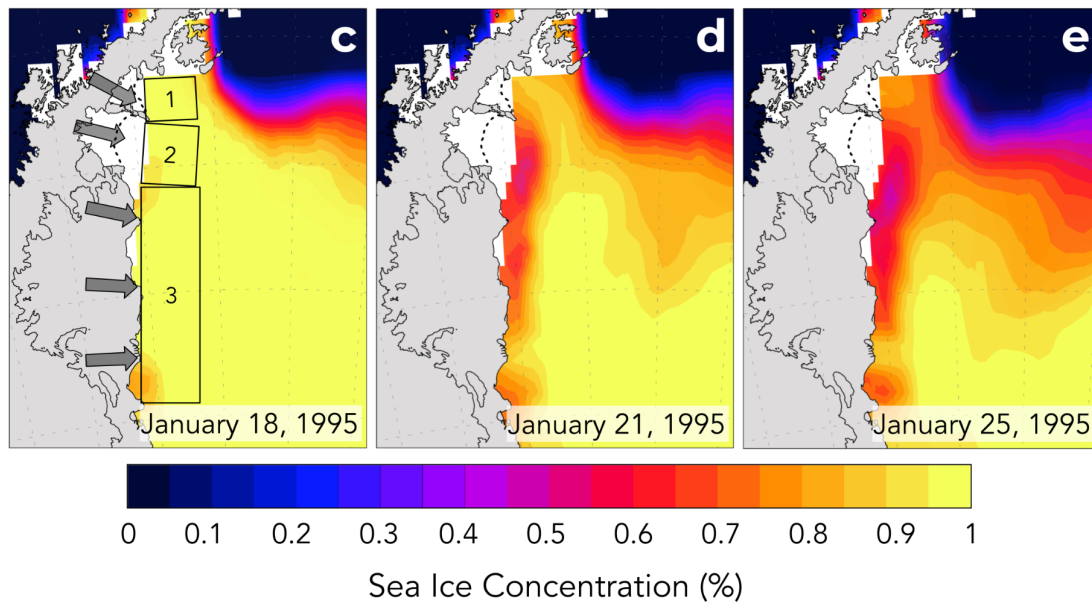 c
d
e
1
2
3
January 18, 1995
January 21, 1995
January 25, 1995
0 0.1 0.2 0.3 0.4 0.5 0.6 0.7 0.8 0.9 1
Sea Ice Concentration (%)